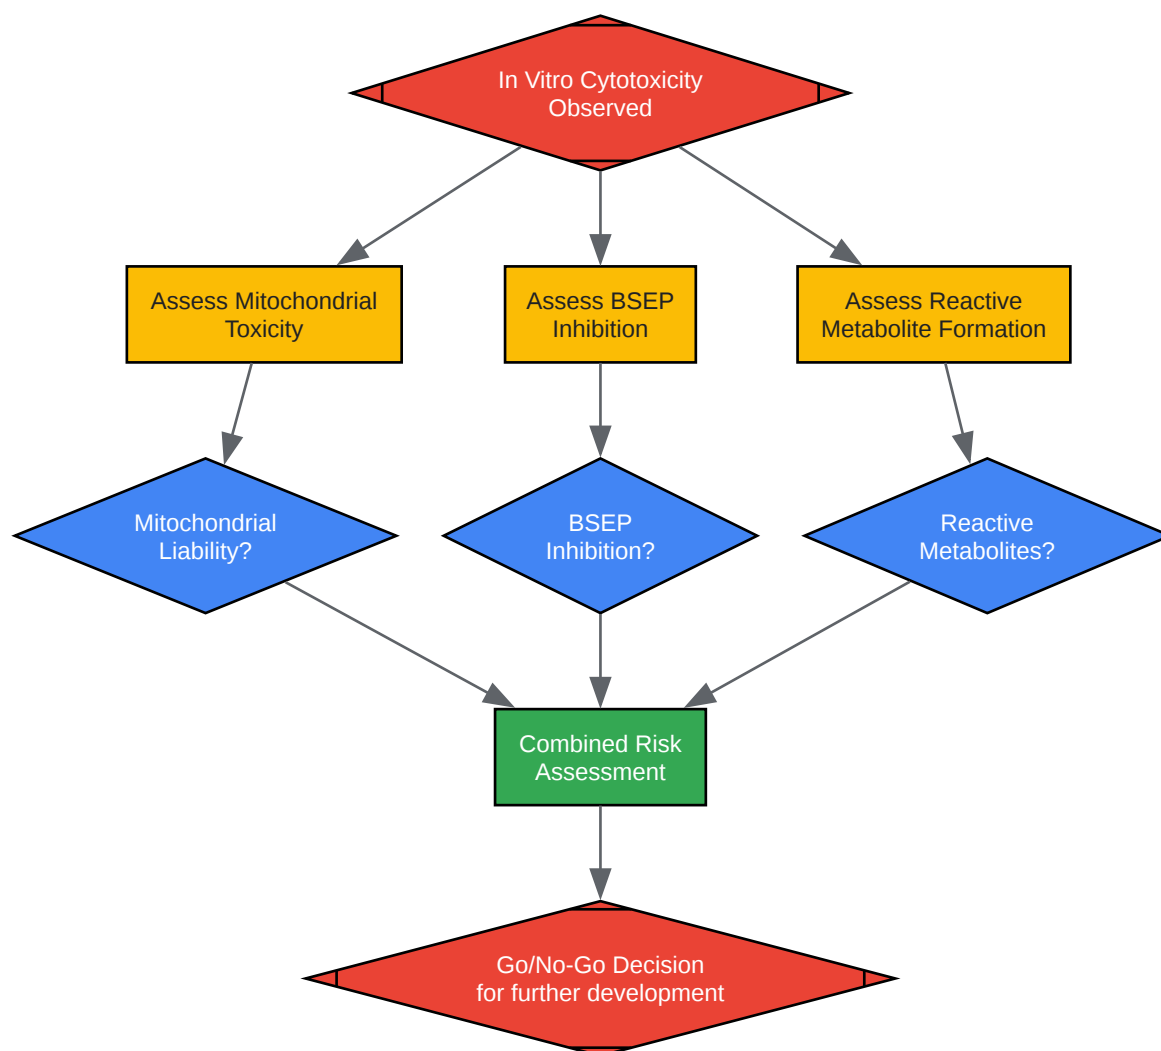 In Vitro Cytotoxicity
Observed
Assess Mitochondrial
Toxicity
Assess BSEP
Inhibition
Assess Reactive
Metabolite Formation
Mitochondrial
Liability?
BSEP
Inhibition?
Reactive
Metabolites?
Combined Risk
Assessment
Go/No-Go Decision
for further development